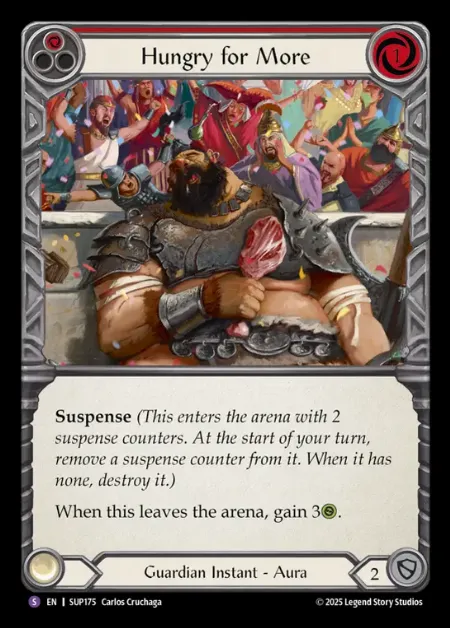 Hungry for More
1
Suspense (This enters the arena with 2
suspense counters. At the start of your turn,
remove a suspense counter from it. When it has
none, destroy it.)
When this leaves the arena, gain 3.
Guardian Instant - Aura
2
S EN | SUP175 Carlos Cruchaga
© 2025 Legend Story Studios